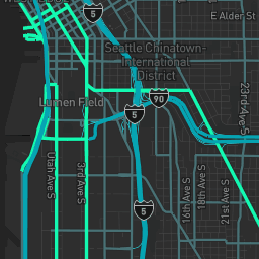 5
E Alder St
Seattle Chinatown-
International
District
Lumen Field
90
5
23rd Ave S
Utah Ave S
3rd Ave S
16th Ave S
18th Ave S
21st Ave S
5